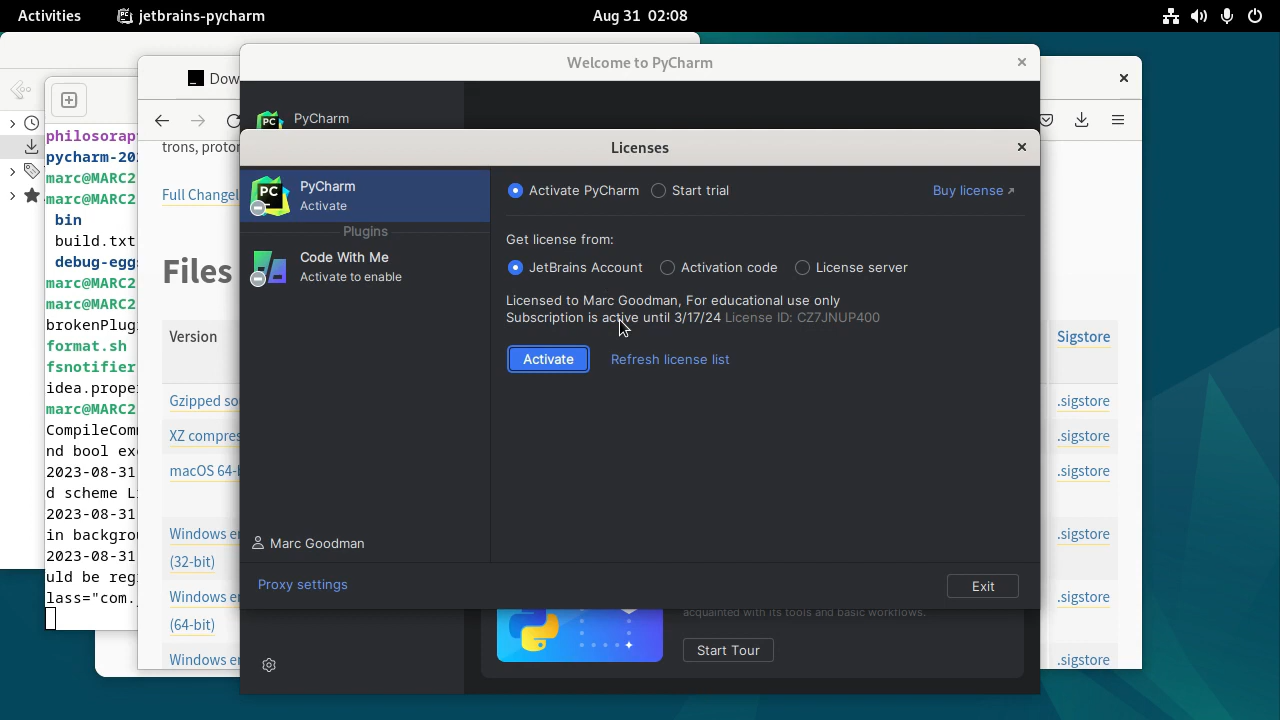 Activities
jetbrains-pycharm
Aug 31 02:08
Welcome to PyCharm
Dow
PyCharm
philosorap
pycharm-20
marc@MARC2
marc@MARC2
bin
build.txt
debug-egg
marc@MARC2
marc@MARC2
brokenPlug
format.sh
fsnotifier
idea.prope
marc@MARC2
CompileCom
nd bool ex
2023-08-31
d scheme L
2023-08-31
in backgro
2023-08-31
uld be reg
lass="com.
trons, proto
Full Changel
Files
Version
Gzipped so
XZ compres
macOS 64-b
Windows e
(32-bit)
Windows e
(64-bit)
Windows e
Licenses
PyCharm
Activate
Plugins
Code With Me
Activate to enable
Marc Goodman
Activate PyCharm
Start trial
Buy license
Get license from:
JetBrains Account
Activation code
License server
Licensed to Marc Goodman, For educational use only
Subscription is active until 3/17/24 License ID: CZ7JNUP400
Activate
Refresh license list
Proxy settings
Exit
acquainted with its tools and basic workflows.
Start Tour
Sigstore
.sigstore
.sigstore
.sigstore
.sigstore
.sigstore
.sigstore